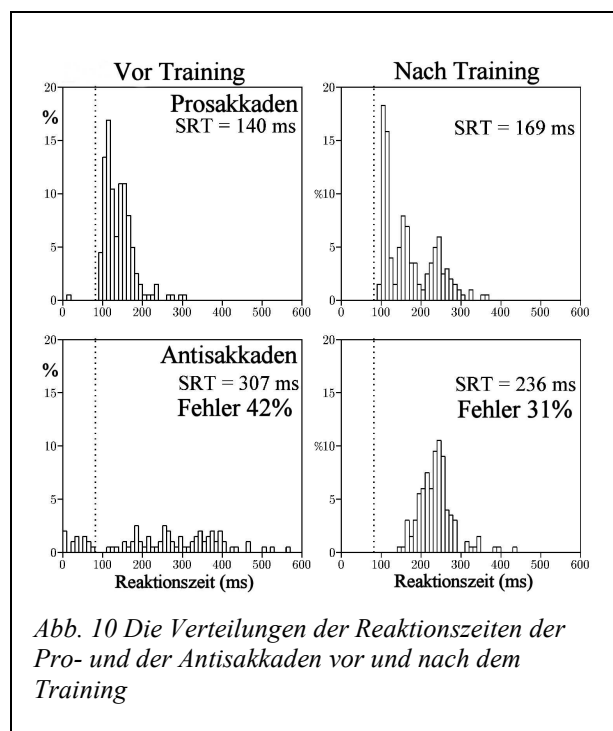 Vor Training
Nach Training
20
%
15
10
5
0
Prosakkaden
SRT = 140 ms
0 100 200 300 400 500 600
20
15
%10
5
0
SRT = 169 ms
0 100 200 300 400 500 600
20
%
15
10
5
0
Antisakkaden
SRT = 307 ms
Fehler 42%
0 100 200 300 400 500 600
Reaktionszeit (ms)
20
15
%10
5
0
SRT = 236 ms
Fehler 31%
0 100 200 300 400 500 600
Reaktionszeit (ms)
Abb. 10 Die Verteilungen der Reaktionszeiten der
Pro- und der Antisakkaden vor und nach dem
Training